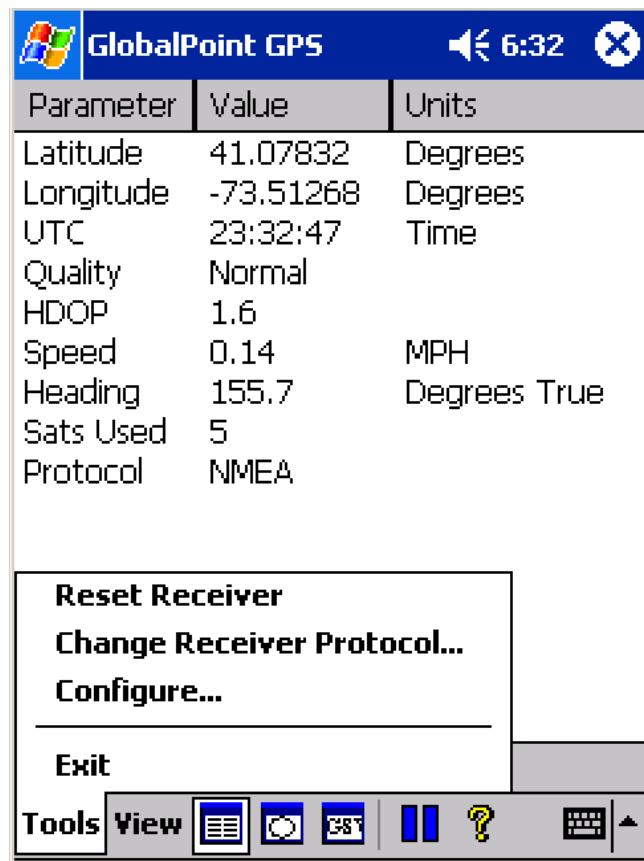 GlobalPoint GPS 6:32
Parameter Value Units
Latitude 41.07832 Degrees
Longitude -73.51268 Degrees
UTC 23:32:47 Time
Quality Normal
HDOP 1.6
Speed 0.14 MPH
Heading 155.7 Degrees True
Sats Used 5
Protocol NMEA
Reset Receiver
Change Receiver Protocol...
Configure...
Exit
Tools View